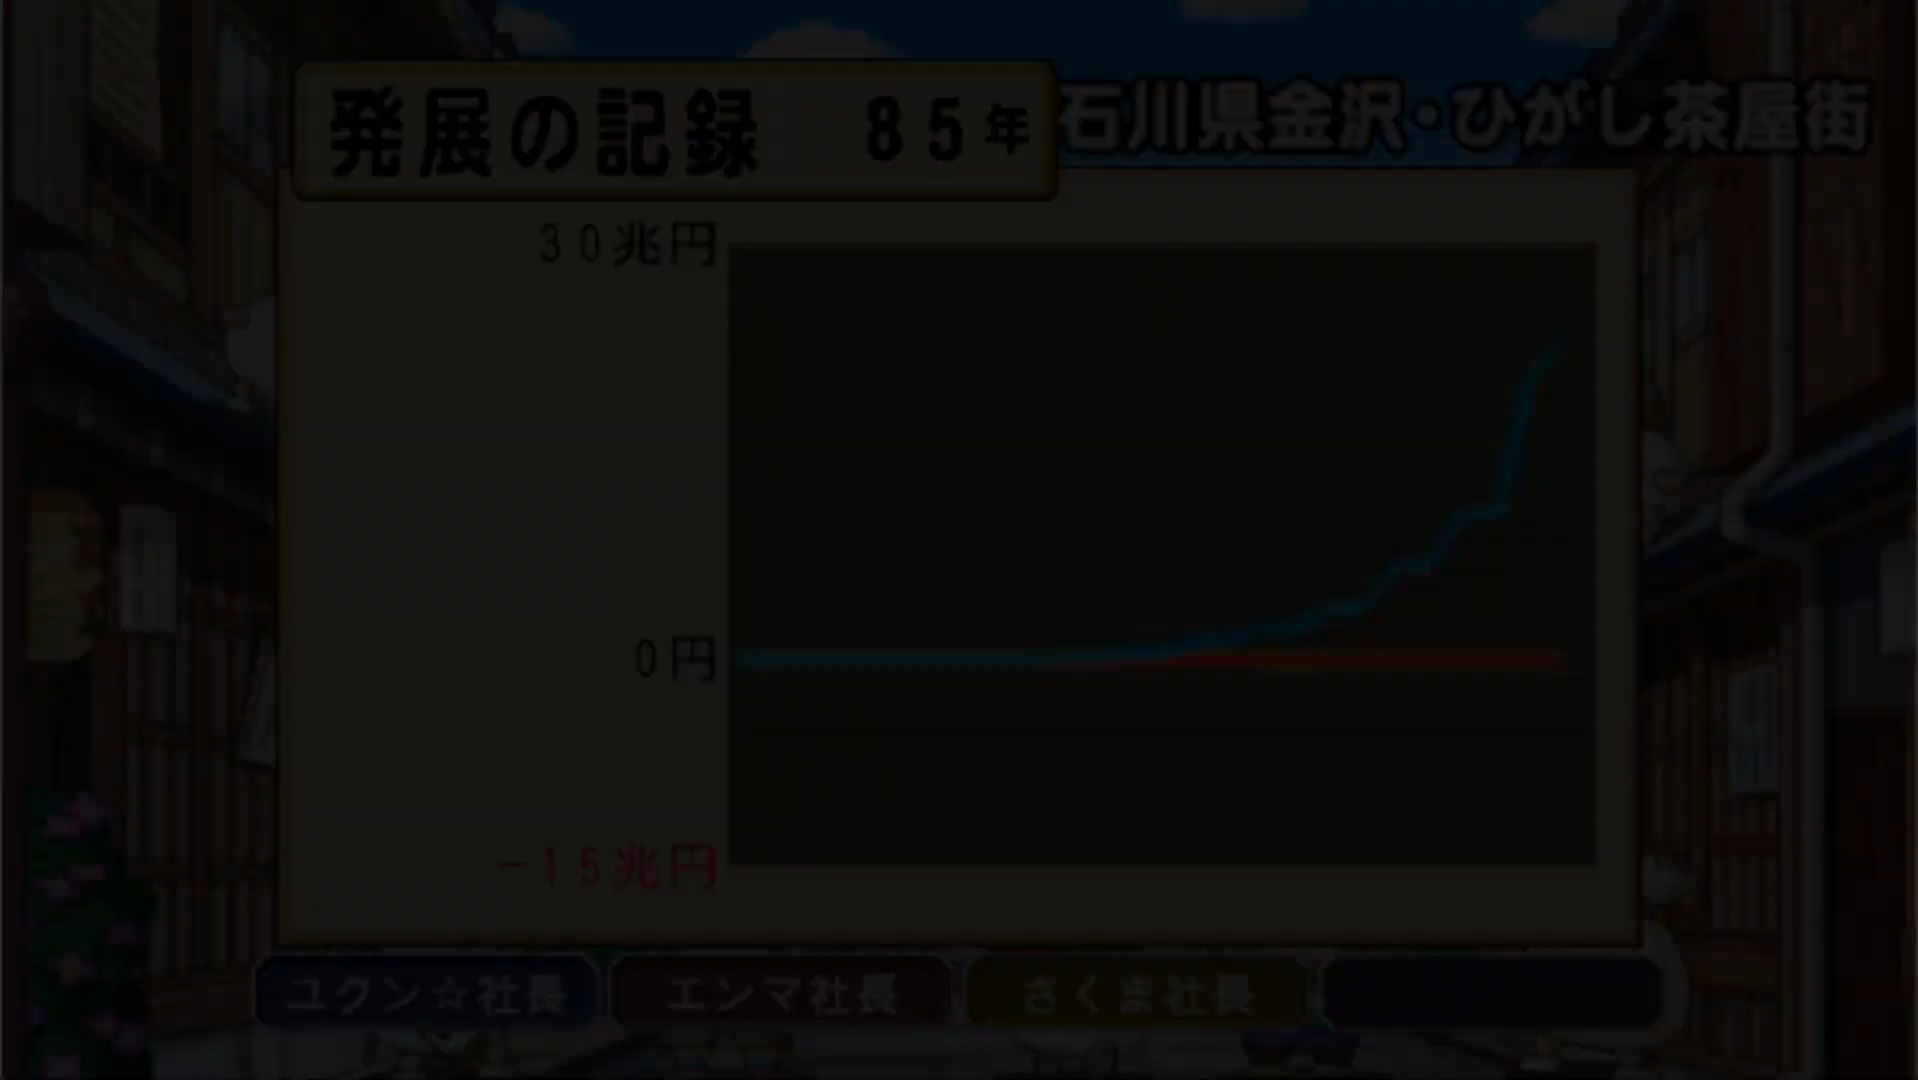 発展の記録 85年
石川県金沢・ひがし茶屋街
30兆円
0円
-15兆円
ユクン☆社長 エンマ社長 さくま社長